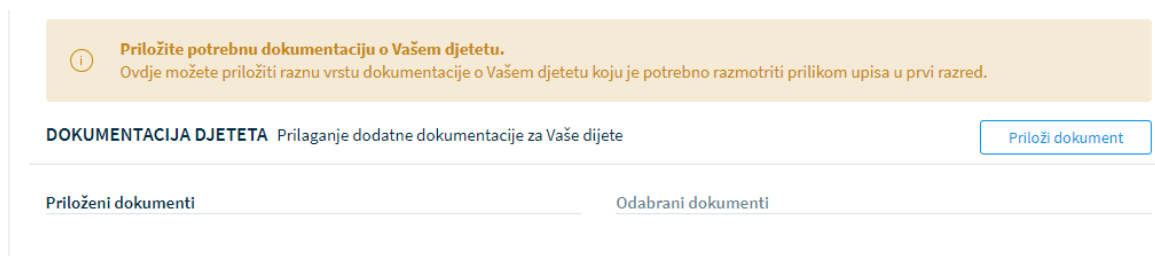 Priložite potrebnu dokumentaciju o Vašem djetetu.
Ovdje možete priložiti raznu vrstu dokumentacije o Vašem djetetu koju je potrebno razmotriti prilikom upisa u prvi razred.
DOKUMENTACIJA DJETETA Prilaganje dodatne dokumentacije za Vaše dijete
Priloži dokument
Priloženi dokumenti
Odabrani dokumenti